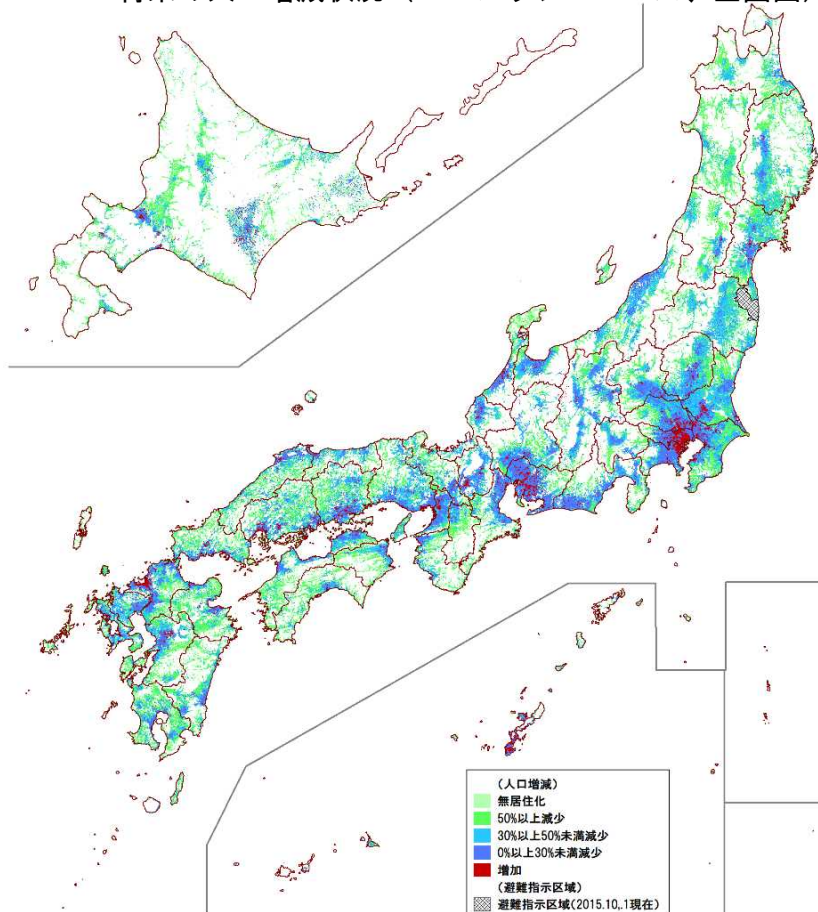 (人口増減)
無居住化
50%以上減少
30%以上50%未満減少
0%以上30%未満減少
増加
(避難指示区域)
避難指示区域(2015.10,.1現在)